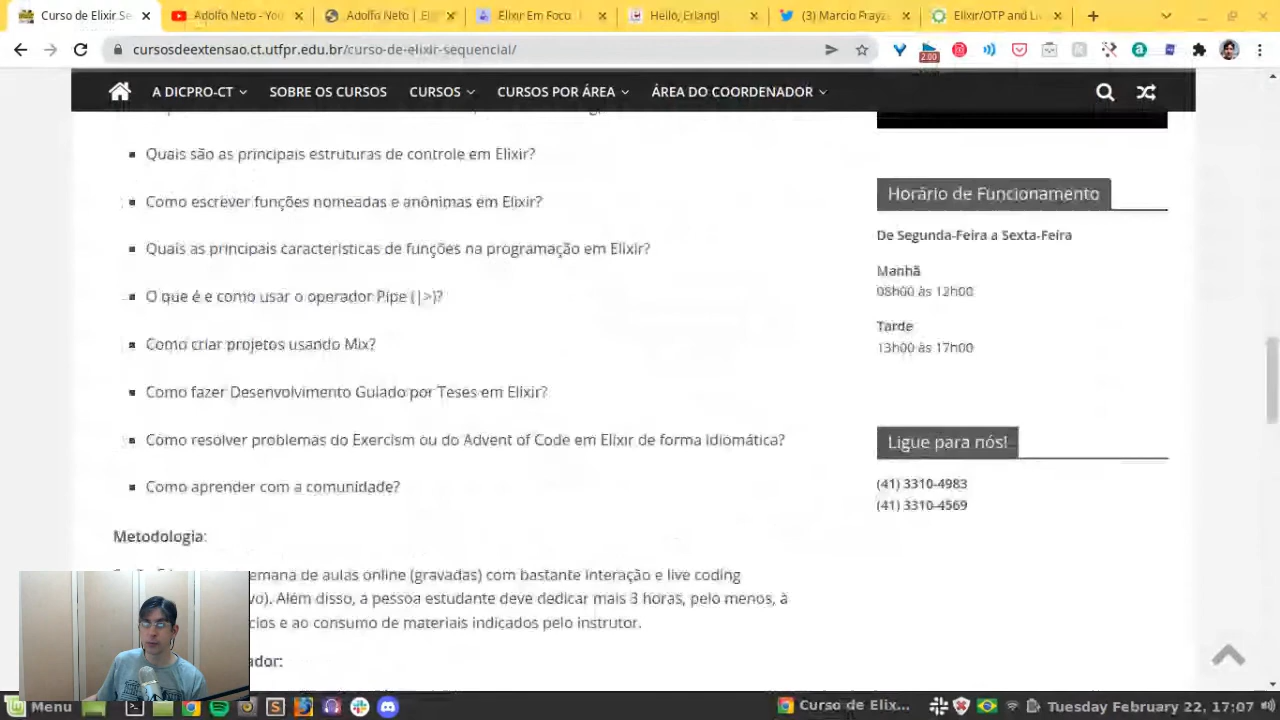 Curso de Elixir Se
Adolfo Neto - You
Adolfo Neto | Eli
Elixir Em Foco
Hello, Erlang!
(3) Marcio Frayze
Elixir/OTP and Li
cursosdeextensao.ct.utfpr.edu.br/curso-de-elixir-sequencial/
2.00
A DICPRO-CT
SOBRE OS CURSOS
CURSOS
CURSOS POR ÁREA
ÁREA DO COORDENADOR
Quais são as principais estruturas de controle em Elixir?
Como escrever funções nomeadas e anônimas em Elixir?
Quais as principais características de funções na programação em Elixir?
O que é e como usar o operador Pipe (|>)?
Como criar projetos usando Mix?
Como fazer Desenvolvimento Guiado por Teses em Elixir?
Como resolver problemas do Exercism ou do Advent of Code em Elixir de forma idiomática?
Como aprender com a comunidade?
Metodologia:
emana de aulas online (gravadas) com bastante interação e live coding
vo). Além disso, a pessoa estudante deve dedicar mais 3 horas, pelo menos, à
cios e ao consumo de materiais indicados pelo instrutor.
ador:
Horário de Funcionamento
De Segunda-Feira a Sexta-Feira
Manhã
08h00 às 12h00
Tarde
13h00 às 17h00
Ligue para nós!
(41) 3310-4983
(41) 3310-4569
Menu
Curso de Elix...
Tuesday February 22, 17:07